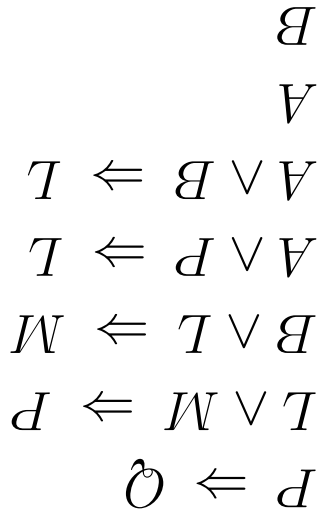 P ⇒ Q
L ∧ M ⇒ P
B ∧ L ⇒ M
A ∧ P ⇒ L
A ∧ B ⇒ L
A
B